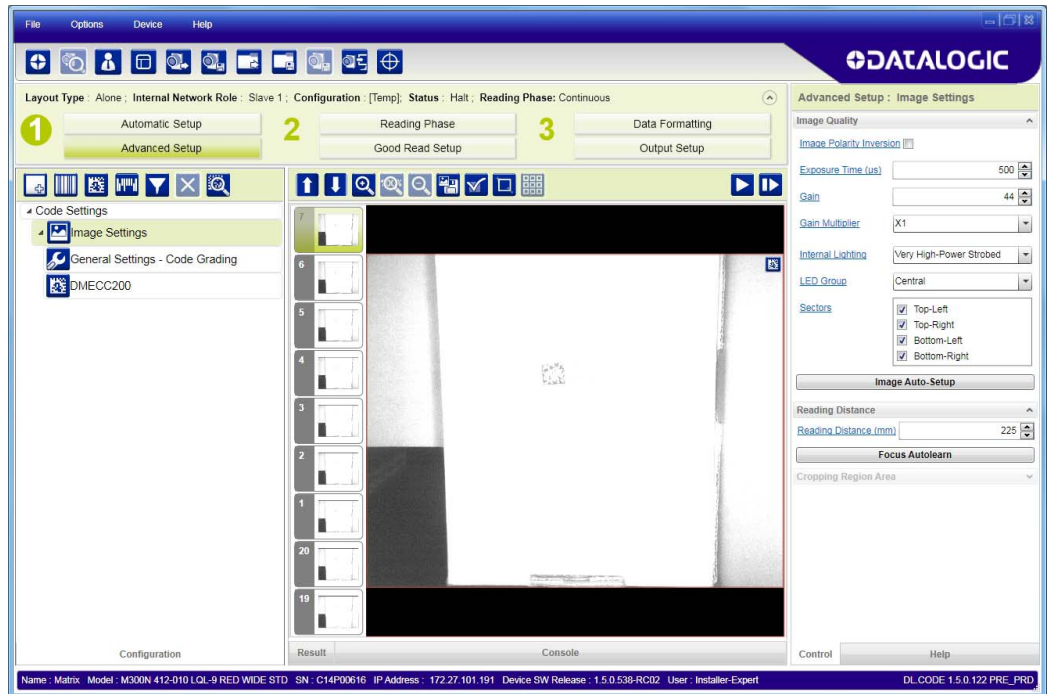 File Options Device Help
DATALOGIC
Layout Type : Alone ; Internal Network Role : Slave 1 ; Configuration : [Temp]; Status : Halt ; Reading Phase: Continuous
1 Automatic Setup
Advanced Setup
2 Reading Phase
Good Read Setup
3 Data Formatting
Output Setup
Code Settings
Image Settings
General Settings - Code Grading
DMECC200
Configuration
7
6
5
4
3
2
1
20
19
Result Console
Advanced Setup : Image Settings
Image Quality
Image Polarity Inversion
Exposure Time (µs) 500
Gain 44
Gain Multiplier X1
Internal Lighting Very High-Power Strobed
LED Group Central
Sectors Top-Left
Top-Right
Bottom-Left
Bottom-Right
Image Auto-Setup
Reading Distance
Reading Distance (mm) 225
Focus Autolearn
Cropping Region Area
Control Help
Name : Matrix Model : M300N 412-010 LQL-9 RED WIDE STD SN : C14P00616 IP Address : 172.27.101.191 Device SW Release : 1.5.0.538-RC02 User : Installer-Expert DL.CODE 1.5.0.122 PRE_PRD